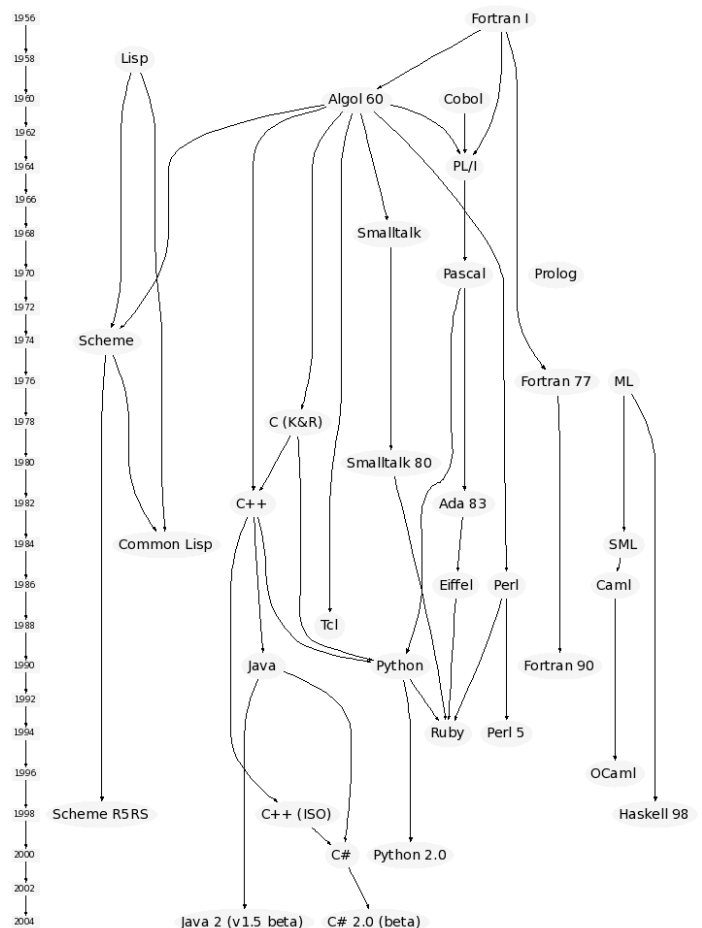 1956
Fortran I
1958
Lisp
1960
Algol 60
Cobol
1962
1964
PL/I
1966
1968
Smalltalk
1970
Pascal
Prolog
1972
1974
Scheme
1976
Fortran 77
ML
1978
C (K&R)
1980
Smalltalk 80
1982
C++
Ada 83
1984
Common Lisp
SML
1986
Eiffel
Perl
Caml
1988
Tcl
1990
Java
Python
Fortran 90
1992
1994
Ruby
Perl 5
1996
OCaml
1998
Scheme R5RS
C++ (ISO)
Haskell 98
2000
C#
Python 2.0
2002
2004
Java 2 (v1.5 beta)
C# 2.0 (beta)